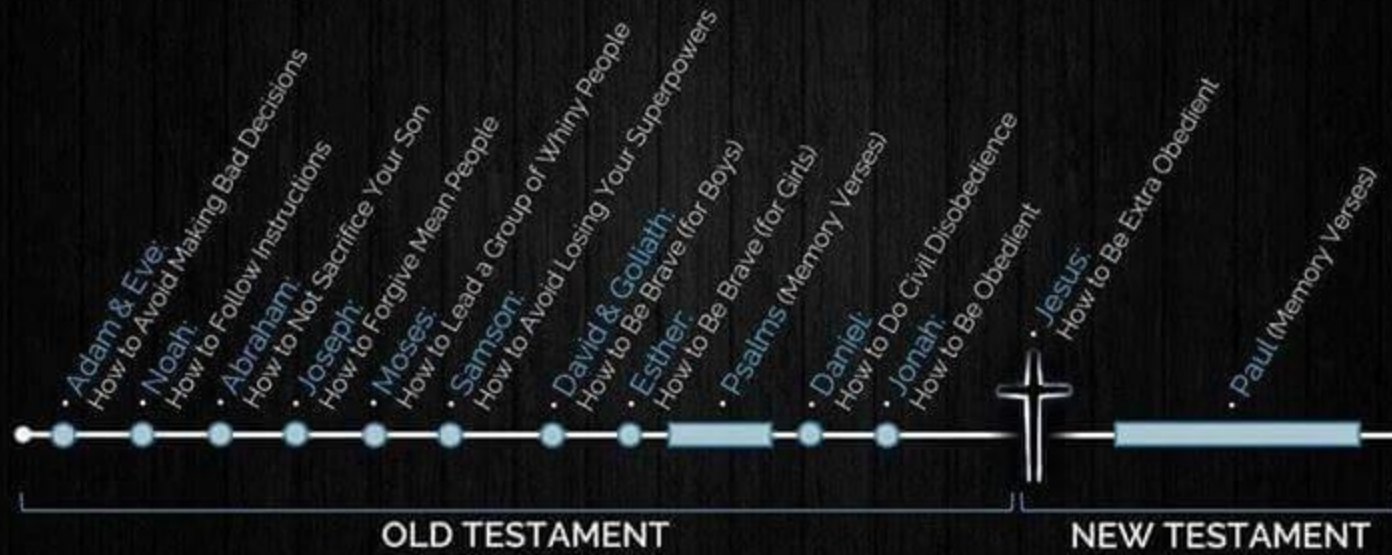 Adam & Eve:
How to Avoid Making Bad Decisions
Noah:
How to Follow Instructions
Abraham:
How to Not Sacrifice Your Son
Joseph:
How to Forgive Mean People
Moses:
How to Lead a Group of Whiny People
Samson:
How to Avoid Losing Your Superpowers
David & Goliath:
How to Be Brave (for Boys)
Esther:
How to Be Brave (for Girls)
Psalms (Memory Verses)
Daniel:
How to Do Civil Disobedience
Jonah:
How to Be Obedient
Jesus:
How to Be Extra Obedient
Paul (Memory Verses)
OLD TESTAMENT
NEW TESTAMENT